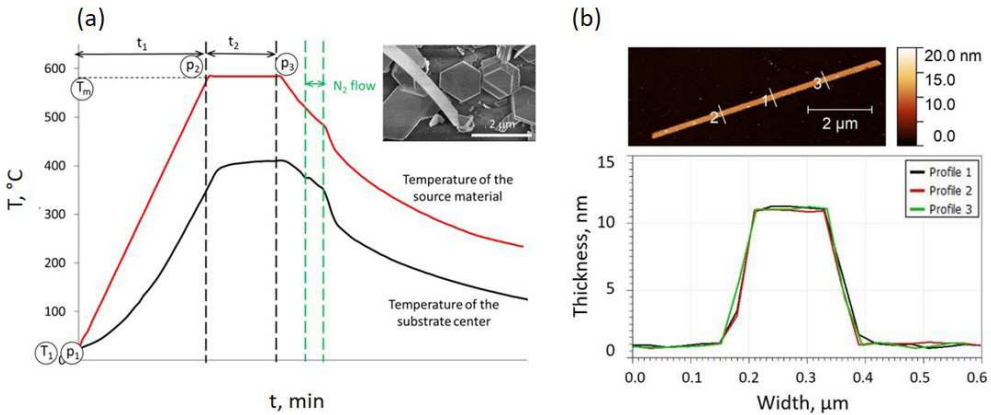 (a)
t1
t2
p2
p3
600
Tm
500
400
300
200
100
000
T1
p1
T, °C
t, min
N2 flow
2 μm
Temperature of the
source material
Temperature of the
substrate center
(b)
3
1
2
2 μm
20.0 nm
15.0
10.0
0.0
15
10
5
0
Thickness, nm
Profile 1
Profile 2
Profile 3
0.0
0.1
0.2
0.3
0.4
0.5
0.6
Width, μm